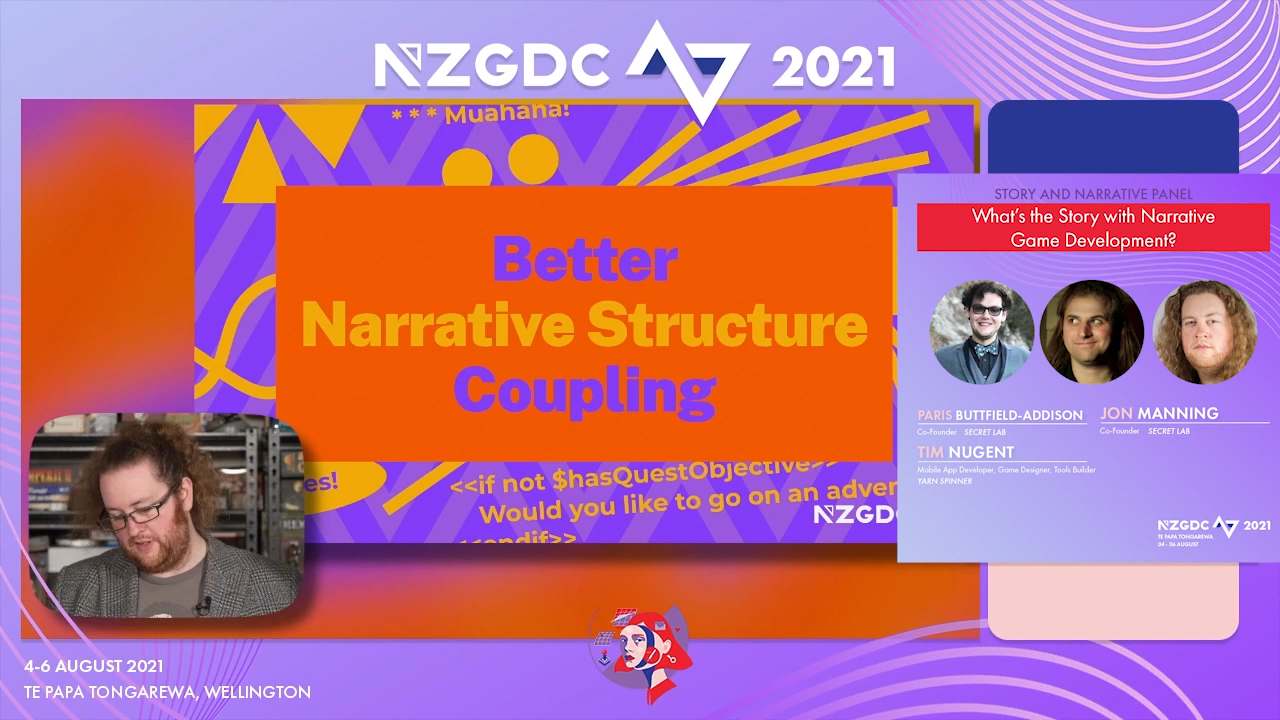 NZGDC 2021
* * * Muahaha!
Better
Narrative Structure
Coupling
es!
<<if not $hasQuestObjective>>
Would you like to go on an adven
<<endif>>
NZGDC
STORY AND NARRATIVE PANEL
What's the Story with Narrative
Game Development?
PARIS BUTTFIELD-ADDISON
Co-Founder SECRET LAB
JON MANNING
Co-Founder SECRET LAB
TIM NUGENT
Mobile App Developer, Game Designer, Tools Builder
YARN SPINNER
NZGDC 2021
TE PAPA TONGAREWA
04 - 06 AUGUST
4-6 AUGUST 2021
TE PAPA TONGAREWA, WELLINGTON